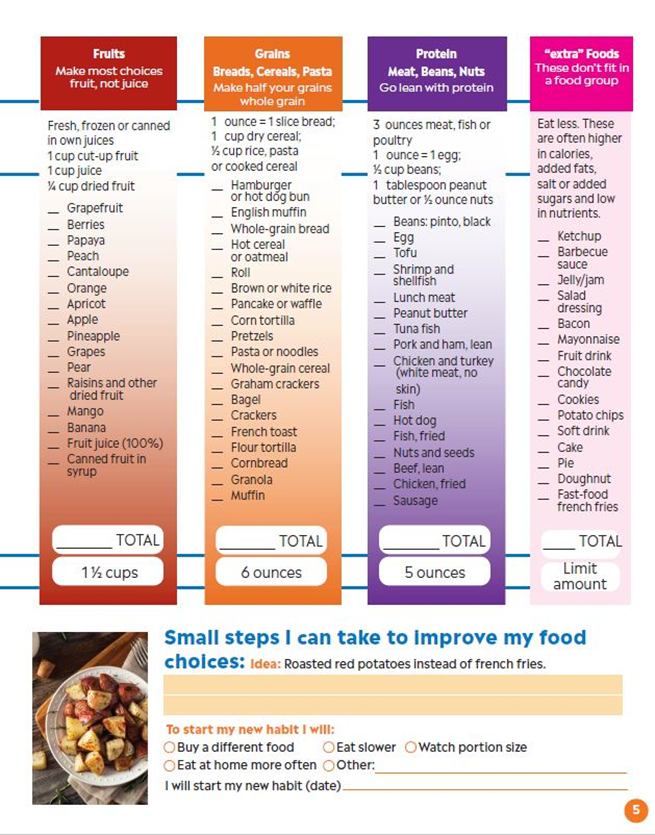 Fruits
Make most choices
fruit, not juice
Fresh, frozen or canned
in own juices
1 cup cut-up fruit
1 cup juice
¼ cup dried fruit
__ Grapefruit
__ Berries
__ Papaya
__ Peach
__ Cantaloupe
__ Orange
__ Apricot
__ Apple
__ Pineapple
__ Grapes
__ Pear
__ Raisins and other
dried fruit
__ Mango
__ Banana
__ Fruit juice (100%)
__ Canned fruit in
syrup
______ TOTAL
1 ½ cups
Grains
Breads, Cereals, Pasta
Make half your grains
whole grain
1 ounce = 1 slice bread;
1 cup dry cereal;
½ cup rice, pasta
or cooked cereal
__ Hamburger
or hot dog bun
__ English muffin
__ Whole-grain bread
__ Hot cereal
or oatmeal
__ Roll
__ Brown or white rice
__ Pancake or waffle
__ Corn tortilla
__ Pretzels
__ Pasta or noodles
__ Whole-grain cereal
__ Graham crackers
__ Bagel
__ Crackers
__ French toast
__ Flour tortilla
__ Cornbread
__ Granola
__ Muffin
______ TOTAL
6 ounces
Protein
Meat, Beans, Nuts
Go lean with protein
3 ounces meat, fish or
poultry
1 ounce = 1 egg;
½ cup beans;
1 tablespoon peanut
butter or ½ ounce nuts
__ Beans: pinto, black
__ Egg
__ Tofu
__ Shrimp and
shellfish
__ Lunch meat
__ Peanut butter
__ Tuna fish
__ Pork and ham, lean
__ Chicken and turkey
(white meat, no
skin)
__ Fish
__ Hot dog
__ Fish, fried
__ Nuts and seeds
__ Beef, lean
__ Chicken, fried
__ Sausage
______ TOTAL
5 ounces
"extra" Foods
These don't fit in
a food group
Eat less. These
are often higher
in calories,
added fats,
salt or added
sugars and low
in nutrients.
__ Ketchup
__ Barbecue
sauce
__ Jelly/jam
__ Salad
dressing
__ Bacon
__ Mayonnaise
__ Fruit drink
__ Chocolate
candy
__ Cookies
__ Potato chips
__ Soft drink
__ Cake
__ Pie
__ Doughnut
__ Fast-food
french fries
____ TOTAL
Limit
amount
Small steps I can take to improve my food
choices: Idea: Roasted red potatoes instead of french fries.
To start my new habit I will:
Buy a different food Eat slower Watch portion size
Eat at home more often Other:
I will start my new habit (date)
5